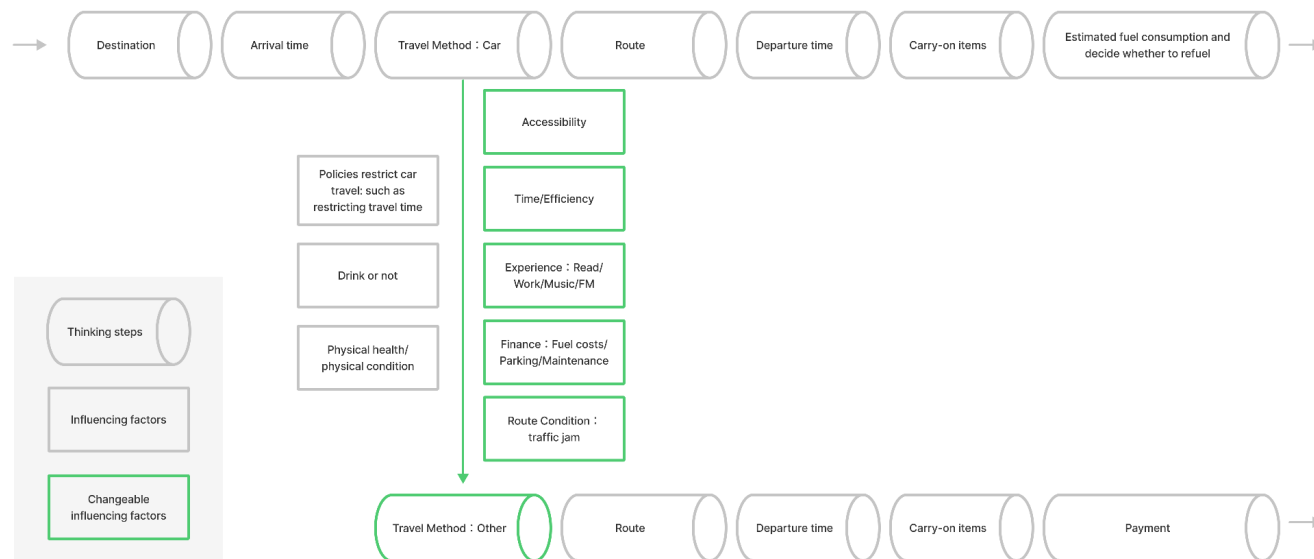 Destination
Arrival time
Travel Method：Car
Route
Departure time
Carry-on items
Estimated fuel consumption and
decide whether to refuel
Accessibility
Policies restrict car
travel: such as
restricting travel time
Time/Efficiency
Drink or not
Experience：Read/
Work/Music/FM
Physical health/
physical condition
Finance：Fuel costs/
Parking/Maintenance
Route Condition：
traffic jam
Thinking steps
Influencing factors
Changeable
influencing factors
Travel Method：Other
Route
Departure time
Carry-on items
Payment